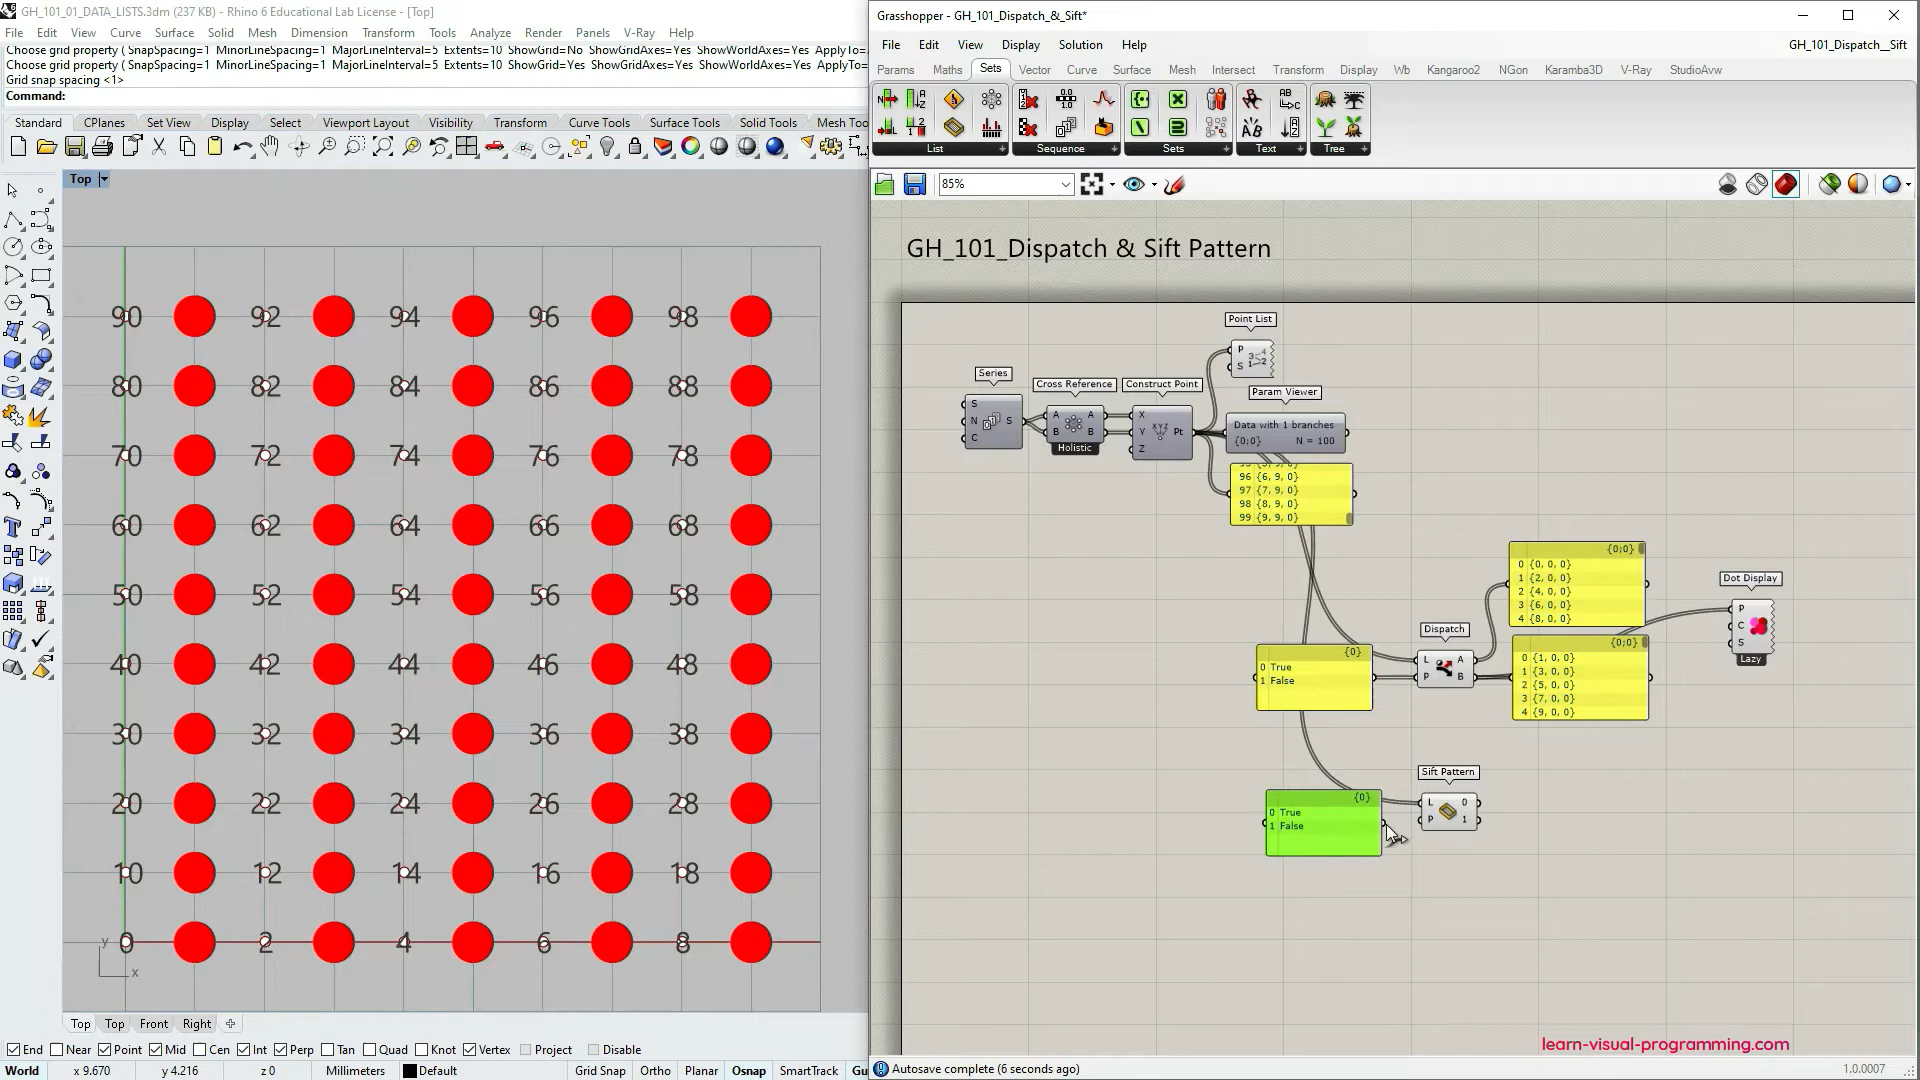 GH_101_01_DATA_LISTS.3dm (237 KB) - Rhino 6 Educational Lab License - [Top]
File Edit View Curve Surface Solid Mesh Dimension Transform Tools Analyze Render Panels V-Ray Help
Choose grid property ( SnapSpacing=1 MinorLineSpacing=1 MajorLineInterval=5 Extents=10 ShowGrid=No ShowGridAxes=Yes ShowWorldAxes=Yes ApplyTo=
Choose grid property ( SnapSpacing=1 MinorLineSpacing=1 MajorLineInterval=5 Extents=10 ShowGrid=Yes ShowGridAxes=Yes ShowWorldAxes=Yes ApplyTo=
Grid snap spacing <1>
Command:
Standard CPlanes Set View Display Select Viewport Layout Visibility Transform Curve Tools Surface Tools Solid Tools Mesh Too
Top
90 92 94 96 98
80 82 84 86 88
70 72 74 76 78
60 62 64 66 68
50 52 54 56 58
40 42 44 46 48
30 32 34 36 38
20 22 24 26 28
10 12 14 16 18
y 0 2 4 6 8
x
Top Top Front Right
End Near Point Mid Cen Int Perp Tan Quad Knot Vertex Project Disable
World x 9.670 y 4.216 z 0 Millimeters Default Grid Snap Ortho Planar Osnap SmartTrack Gu
Grasshopper - GH_101_Dispatch_&_Sift*
File Edit View Display Solution Help GH_101_Dispatch__Sift
Params Maths Sets Vector Curve Surface Mesh Intersect Transform Display Wb Kangaroo2 NGon Karamba3D V-Ray StudioAvw
List Sequence Sets Text Tree
85%
GH_101_Dispatch & Sift Pattern
Point List
P
S
Series
S
N S
C
Cross Reference
A A
B B
Holistic
Construct Point
X
Y Pt
Z
XYZ
Param Viewer
Data with 1 branches
{0;0} N = 100
96 {6, 9, 0}
97 {7, 9, 0}
98 {8, 9, 0}
99 {9, 9, 0}
{0;0}
0 {0, 0, 0}
1 {2, 0, 0}
2 {4, 0, 0}
3 {6, 0, 0}
4 {8, 0, 0}
Dot Display
P
C
S
Lazy
Dispatch
L A
P B
{0}
0 True
1 False
{0;0}
0 {1, 0, 0}
1 {3, 0, 0}
2 {5, 0, 0}
3 {7, 0, 0}
4 {9, 0, 0}
Sift Pattern
L 0
P 1
{0}
0 True
1 False
learn-visual-programming.com
Autosave complete (6 seconds ago) 1.0.0007